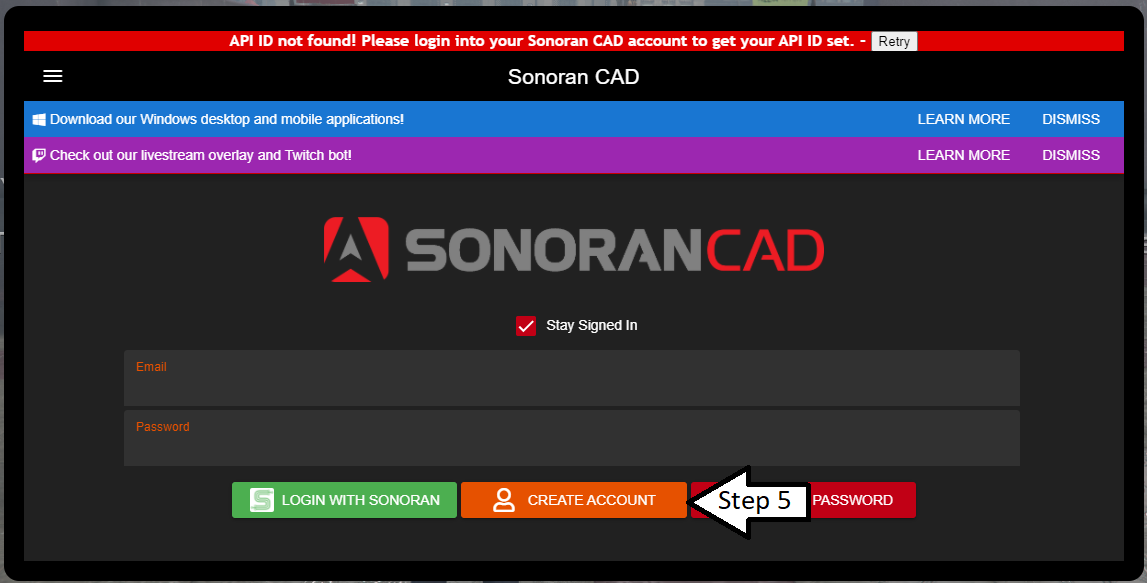 API ID not found! Please login into your Sonoran CAD account to get your API ID set. - Retry
Sonoran CAD
Download our Windows desktop and mobile applications! LEARN MORE DISMISS
Check out our livestream overlay and Twitch bot! LEARN MORE DISMISS
SONORANCAD
Stay Signed In
Email
Password
S LOGIN WITH SONORAN CREATE ACCOUNT Step 5 PASSWORD